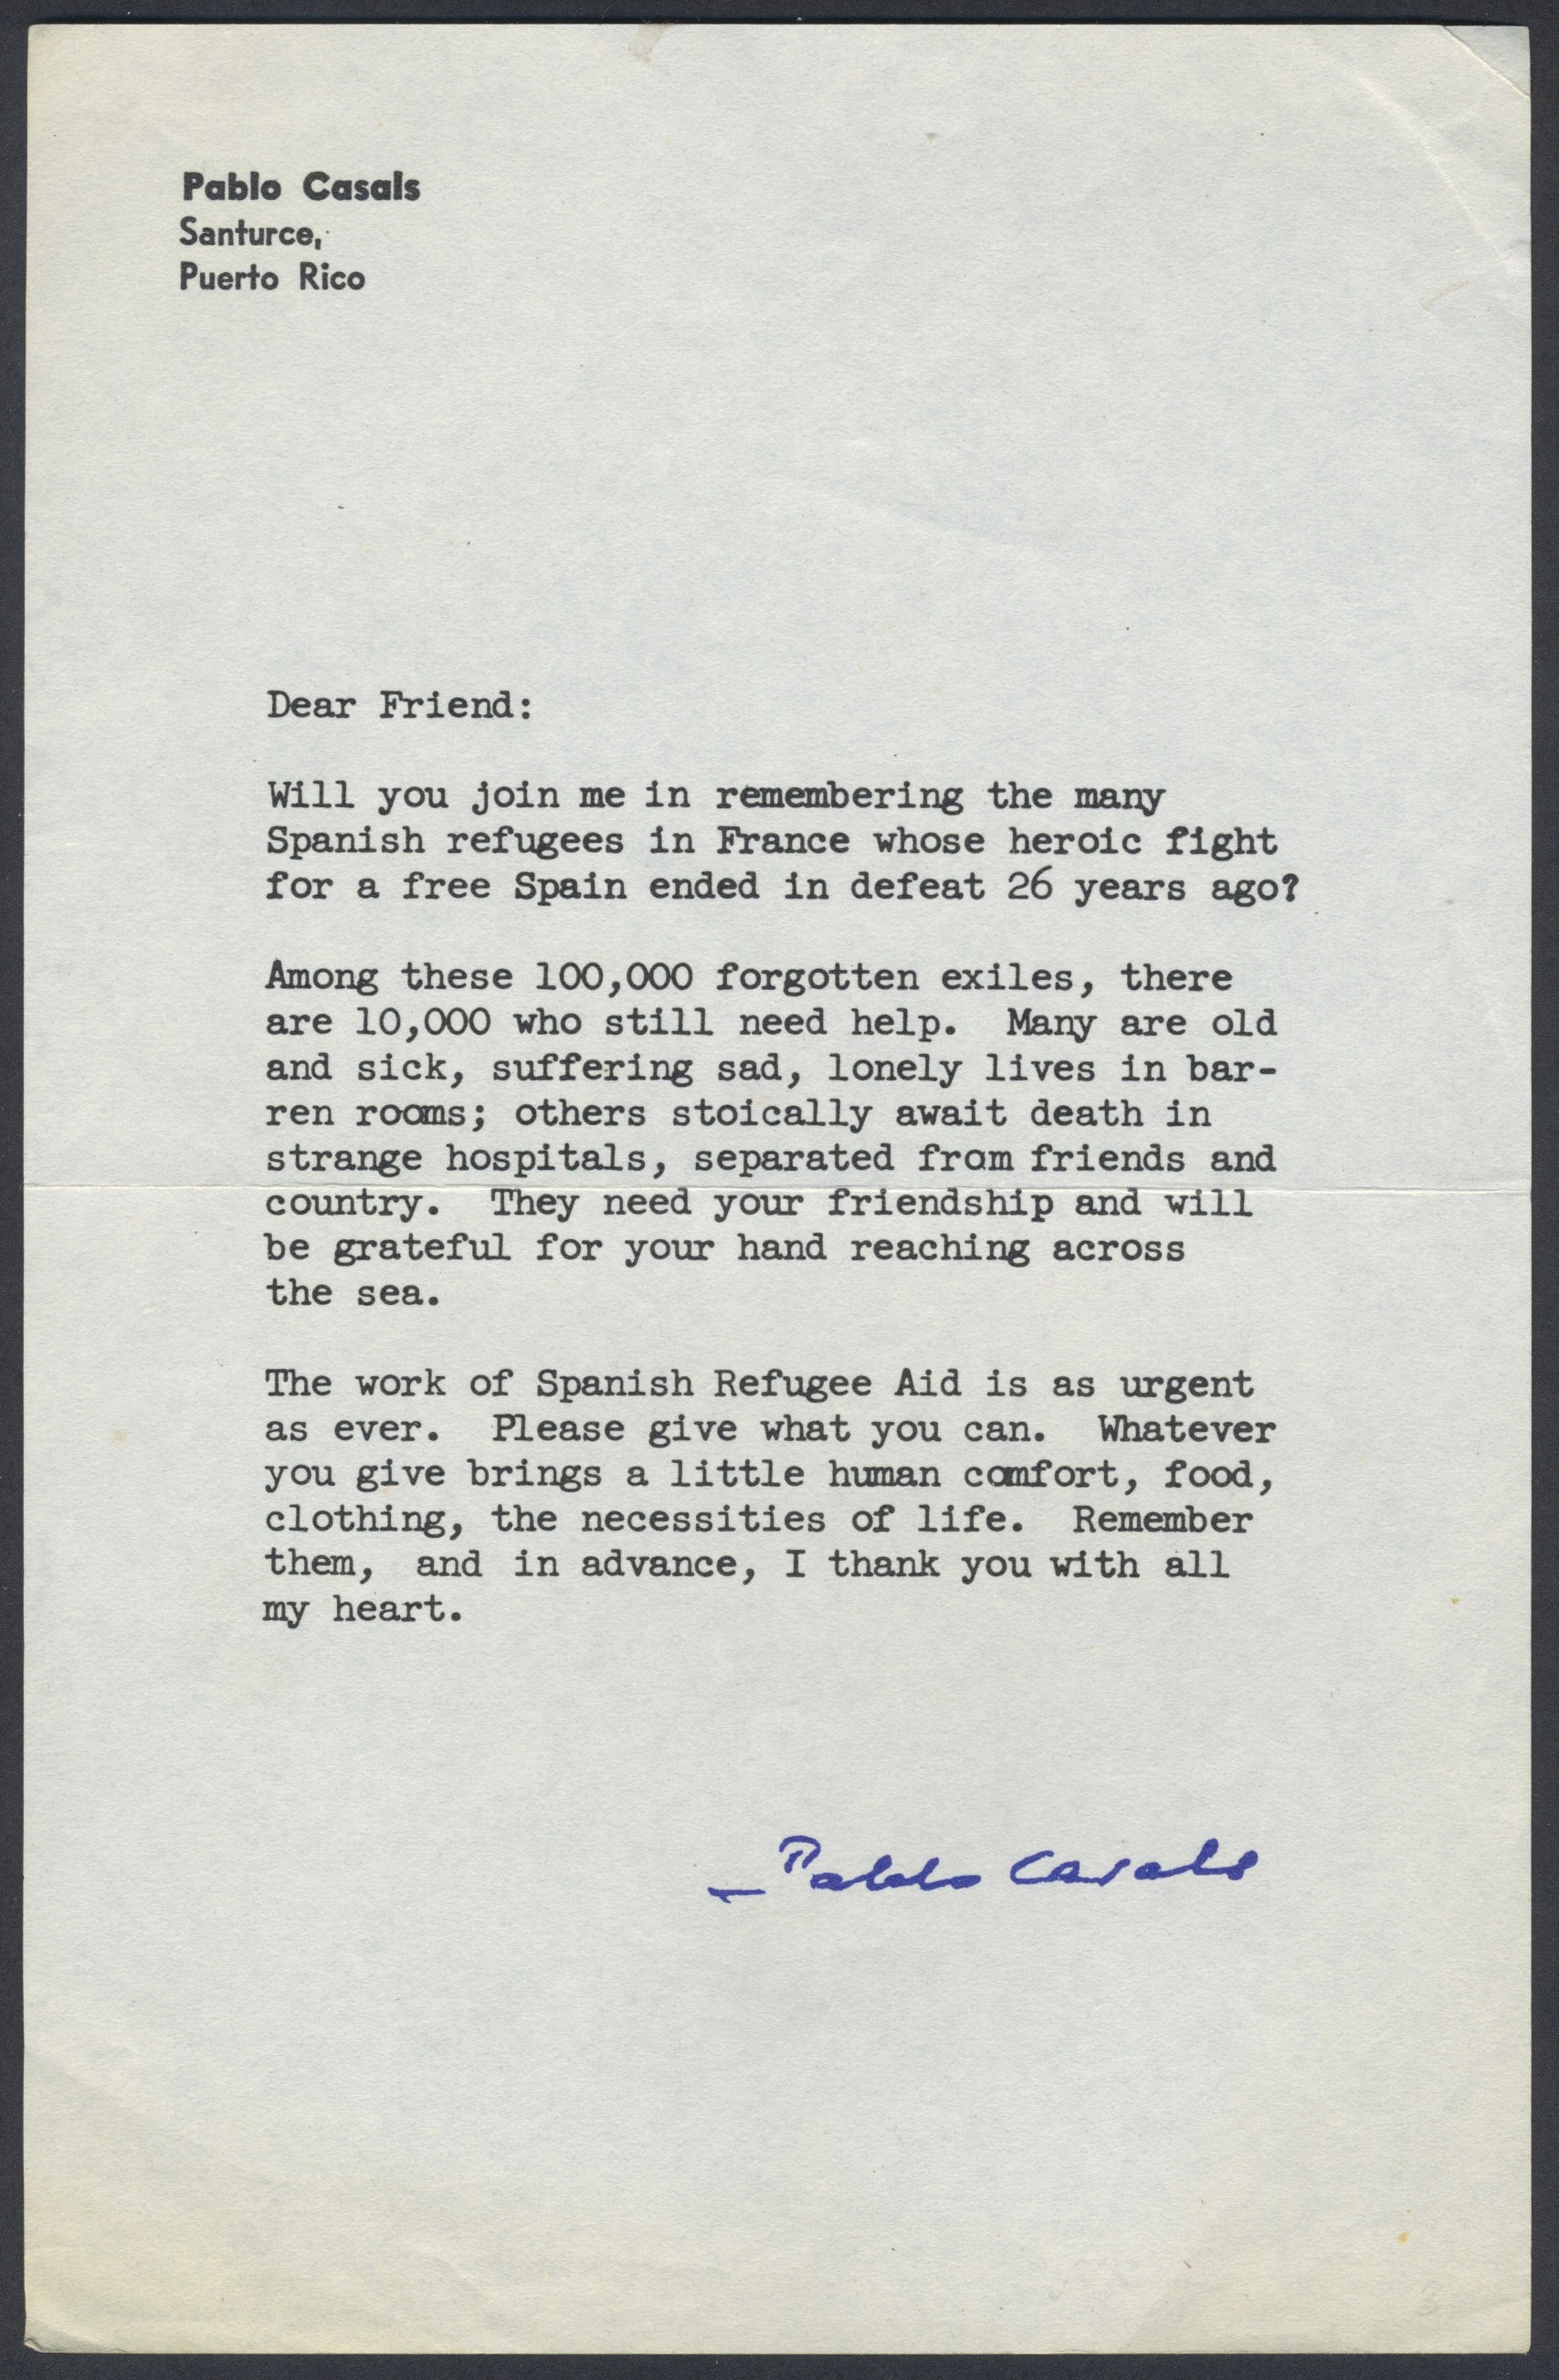 Pablo Casals
Santurce,
Puerto Rico
Dear Friend:
Will you join me in remembering the many
Spanish refugees in France whose heroic fight
for a free Spain ended in defeat 26 years ago?
Among these 100,000 forgotten exiles, there
are 10,000 who still need help. Many are old
and sick, suffering sad, lonely lives in bar-
ren rooms; others stoically await death in
strange hospitals, separated from friends and
country. They need your friendship and will
be grateful for your hand reaching across
the sea.
The work of Spanish Refugee Aid is as urgent
as ever. Please give what you can. Whatever
you give brings a little human comfort, food,
clothing, the necessities of life. Remember
them, and in advance, I thank you with all
my heart.
— Pablo Casals